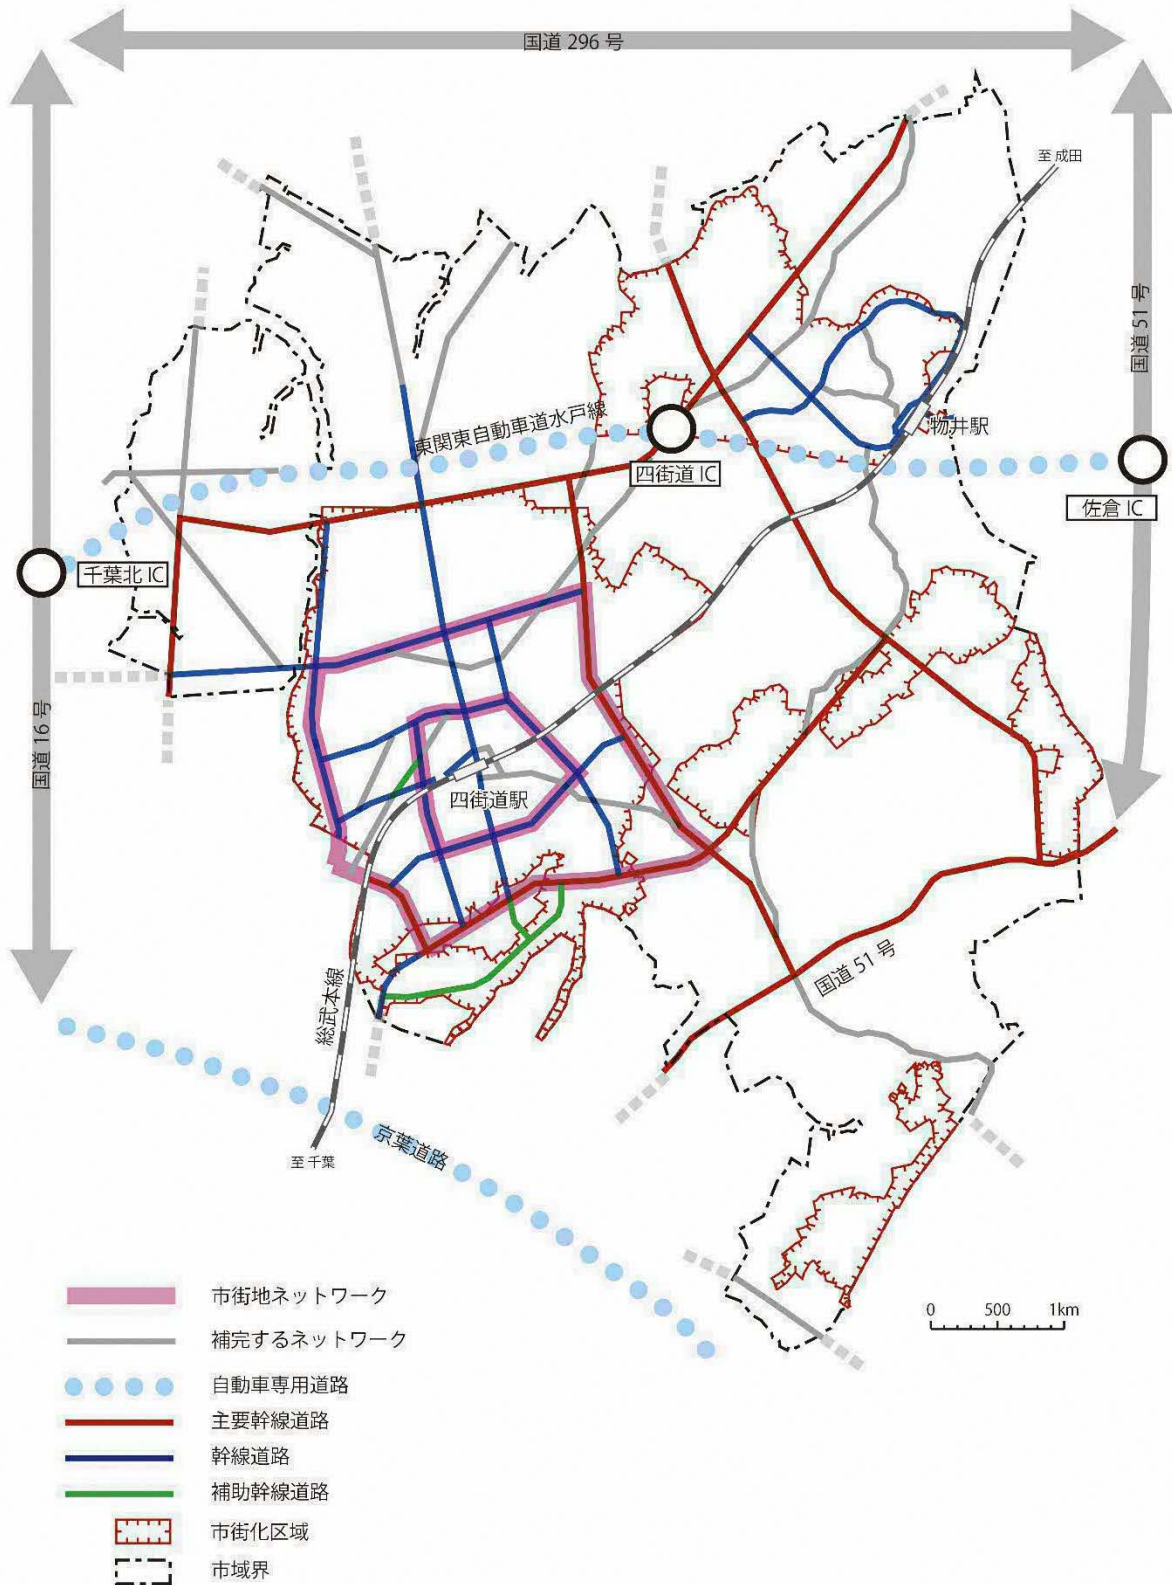 国道 296 号
至 成田
国道 51 号
東関東自動車道水戸線
物井駅
四街道 IC
佐倉 IC
千葉北 IC
国道 16 号
四街道駅
国道 51 号
総武本線
京葉道路
至 千葉
市街地ネットワーク
補完するネットワーク
自動車専用道路
主要幹線道路
幹線道路
補助幹線道路
市街化区域
市域界
0 500 1km